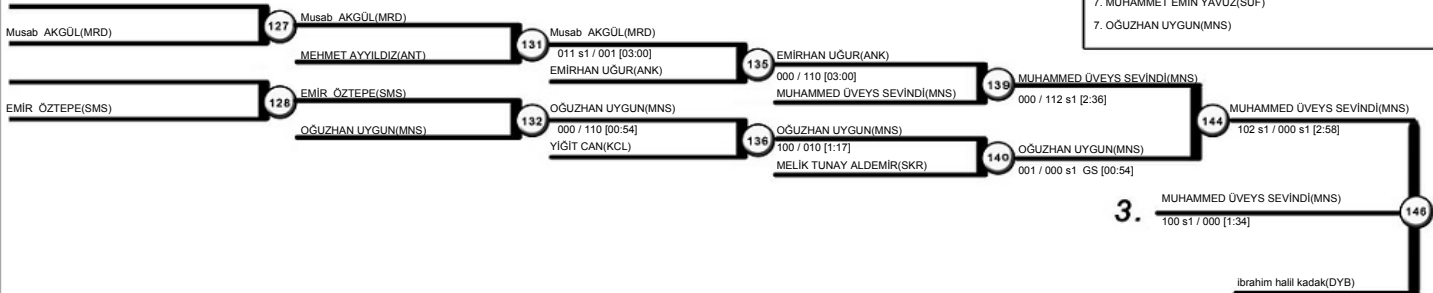 7. MUHAMMET EMİN YAVUZ(SUF)
7. OĞUZHAN UYGUN(MNS)
Musab AKGÜL(MRD)
127
Musab AKGÜL(MRD)
MEHMET AYYILDIZ(ANT)
131
Musab AKGÜL(MRD)
011 s1 / 001 [03:00]
EMİRHAN UĞUR(ANK)
135
EMİRHAN UĞUR(ANK)
000 / 110 [03:00]
MUHAMMED ÜVEYS SEVİNDİ(MNS)
139
MUHAMMED ÜVEYS SEVİNDİ(MNS)
000 / 112 s1 [2:36]
EMİR ÖZTEPE(SMS)
128
EMİR ÖZTEPE(SMS)
OĞUZHAN UYGUN(MNS)
132
OĞUZHAN UYGUN(MNS)
000 / 110 [00:54]
YİĞİT CAN(KCL)
136
OĞUZHAN UYGUN(MNS)
100 / 010 [1:17]
MELİK TUNAY ALDEMİR(SKR)
140
OĞUZHAN UYGUN(MNS)
001 / 000 s1 GS [00:54]
144
MUHAMMED ÜVEYS SEVİNDİ(MNS)
102 s1 / 000 s1 [2:58]
3.
MUHAMMED ÜVEYS SEVİNDİ(MNS)
100 s1 / 000 [1:34]
146
ibrahim halil kadak(DYB)